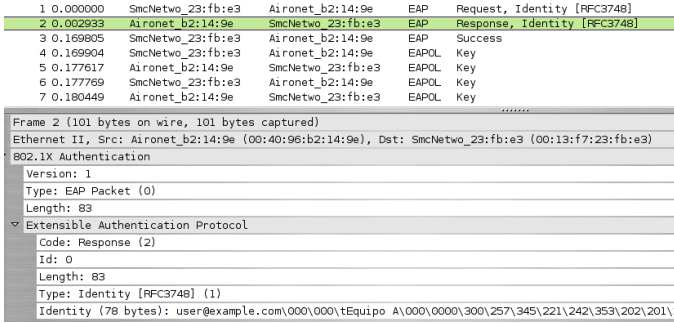 1 0.000000 SmcNetwo_23:fb:e3 Aironet_b2:14:9e EAP Request, Identity [RFC3748]
2 0.002933 Aironet_b2:14:9e SmcNetwo_23:fb:e3 EAP Response, Identity [RFC3748]
3 0.169805 SmcNetwo_23:fb:e3 Aironet_b2:14:9e EAP Success
4 0.169904 SmcNetwo_23:fb:e3 Aironet_b2:14:9e EAPOL Key
5 0.177617 Aironet_b2:14:9e SmcNetwo_23:fb:e3 EAPOL Key
6 0.177769 SmcNetwo_23:fb:e3 Aironet_b2:14:9e EAPOL Key
7 0.180449 Aironet_b2:14:9e SmcNetwo_23:fb:e3 EAPOL Key
Frame 2 (101 bytes on wire, 101 bytes captured)
Ethernet II, Src: Aironet_b2:14:9e (00:40:96:b2:14:9e), Dst: SmcNetwo_23:fb:e3 (00:13:f7:23:fb:e3)
802.1X Authentication
Version: 1
Type: EAP Packet (0)
Length: 83
Extensible Authentication Protocol
Code: Response (2)
Id: 0
Length: 83
Type: Identity [RFC3748] (1)
Identity (78 bytes): user@example.com\000\000\tEquipo A\000\0000\300\257\345\221\242\353\202\201\